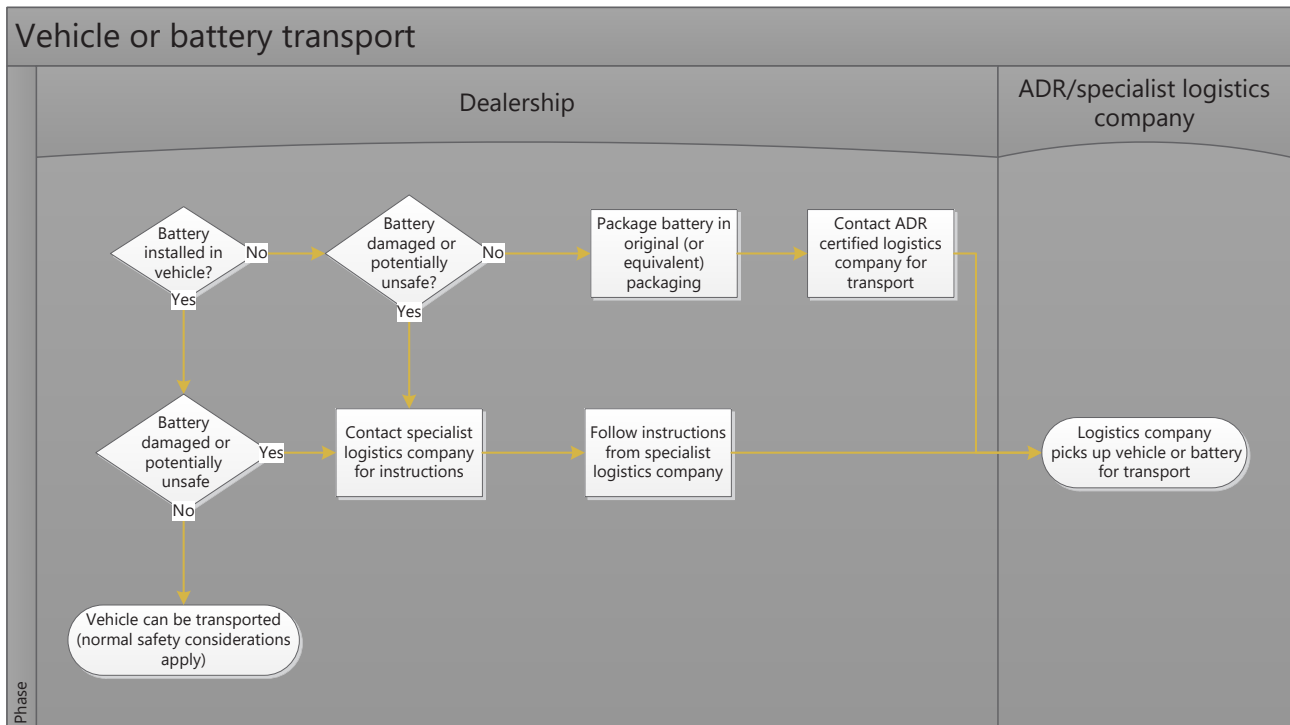 Vehicle or battery transport
Dealership
ADR/specialist logistics
company
Battery
installed in
vehicle?
No
Yes
Battery
damaged or
potentially
unsafe?
No
Yes
Package battery in
original (or
equivalent)
packaging
Contact ADR
certified logistics
company for
transport
Battery
damaged or
potentially
unsafe
Yes
No
Contact specialist
logistics company
for instructions
Follow instructions
from specialist
logistics company
Logistics company
picks up vehicle or battery
for transport
Vehicle can be transported
(normal safety considerations
apply)
Phase